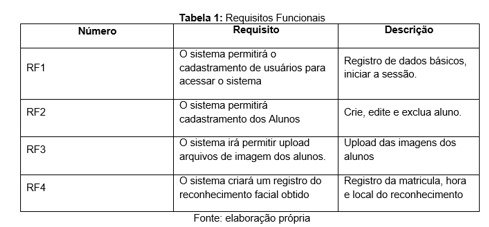 Tabela 1: Requisitos Funcionais
Número Requisito Descrição
RF1
O sistema permitirá o
cadastramento de usuários para
acessar o sistema
Registro de dados básicos,
iniciar a sessão.
RF2
O sistema permitirá
cadastramento dos Alunos
Crie, edite e exclua aluno.
RF3
O sistema irá permitir upload
arquivos de imagem dos alunos.
Upload das imagens dos
alunos
RF4
O sistema criará um registro do
reconhecimento facial obtido
Registro da matricula, hora
e local do reconhecimento
Fonte: elaboração própria